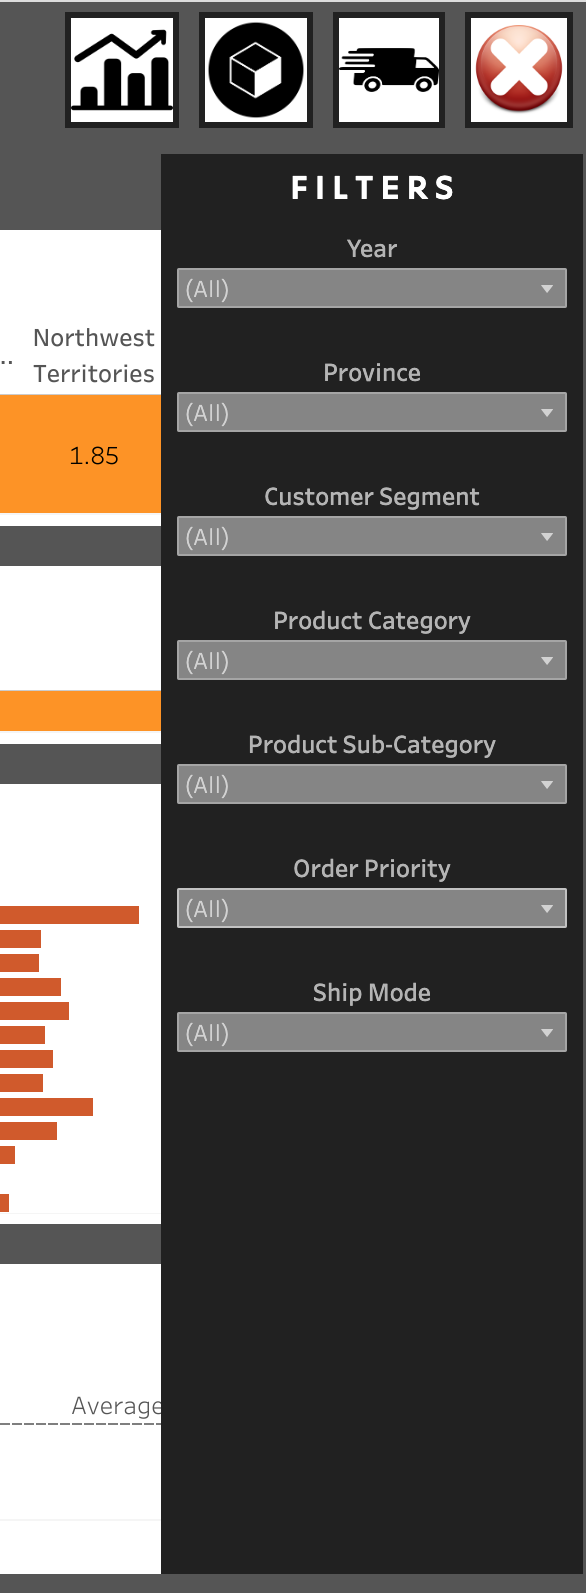 FILTERS
Year
(All)
Province
(All)
Customer Segment
(All)
Product Category
(All)
Product Sub-Category
(All)
Order Priority
(All)
Ship Mode
(All)
..
Northwest
Territories
1.85
Average